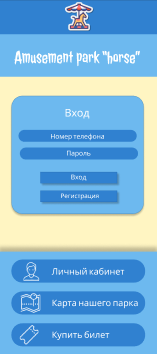 Amusement park "horse"
Вход
Номер телефона
Пароль
Вход
Регистрация
Личный кабинет
Карта нашего парка
Купить билет